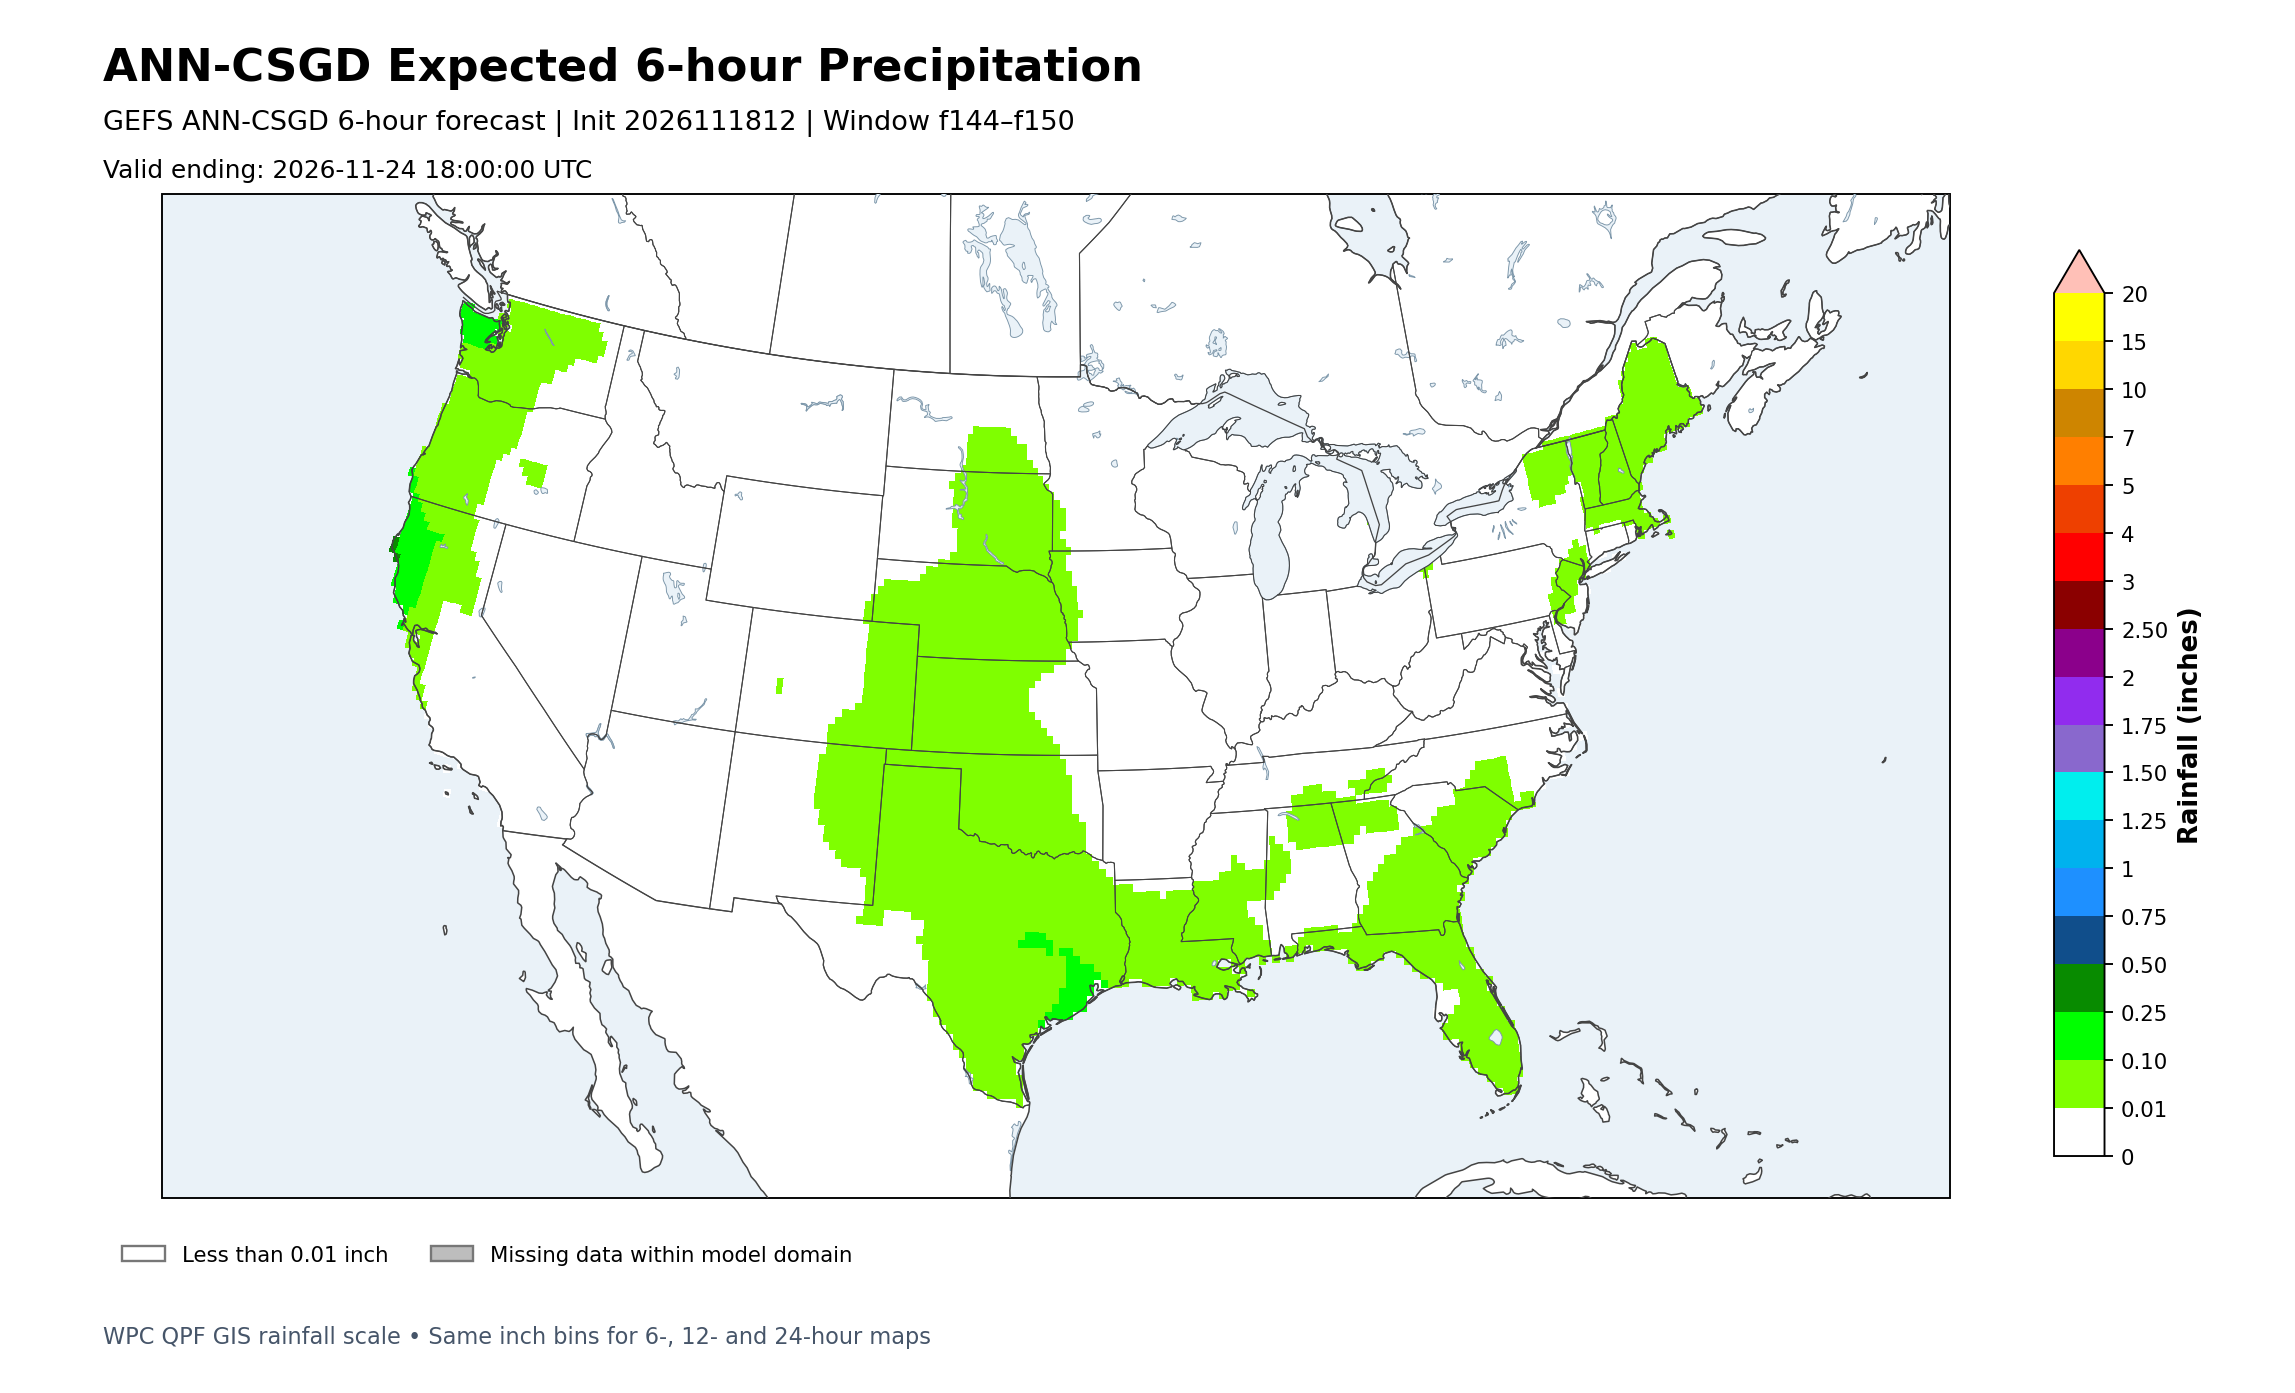 ANN-CSGD Expected 6-hour Precipitation
GEFS ANN-CSGD 6-hour forecast | Init 2026111812 | Window f144–f150
Valid ending: 2026-11-24 18:00:00 UTC
20
15
10
7
5
4
3
2.50
2
1.75
1.50
1.25
1
0.75
0.50
0.25
0.10
0.01
0
Rainfall (inches)
Less than 0.01 inch
Missing data within model domain
WPC QPF GIS rainfall scale • Same inch bins for 6-, 12- and 24-hour maps